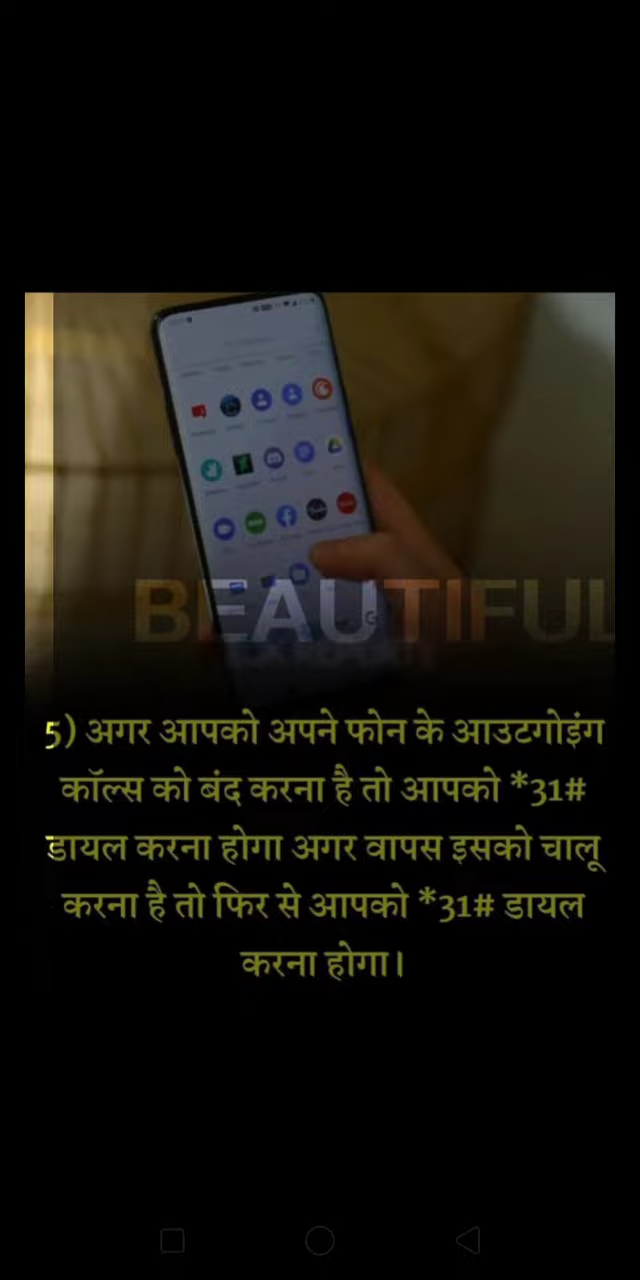 BEAUTIFUL
5) अगर आपको अपने फोन के आउटगोइंग
कॉल्स को बंद करना है तो आपको *31#
डायल करना होगा अगर वापस इसको चालू
करना है तो फिर से आपको *31# डायल
करना होगा।